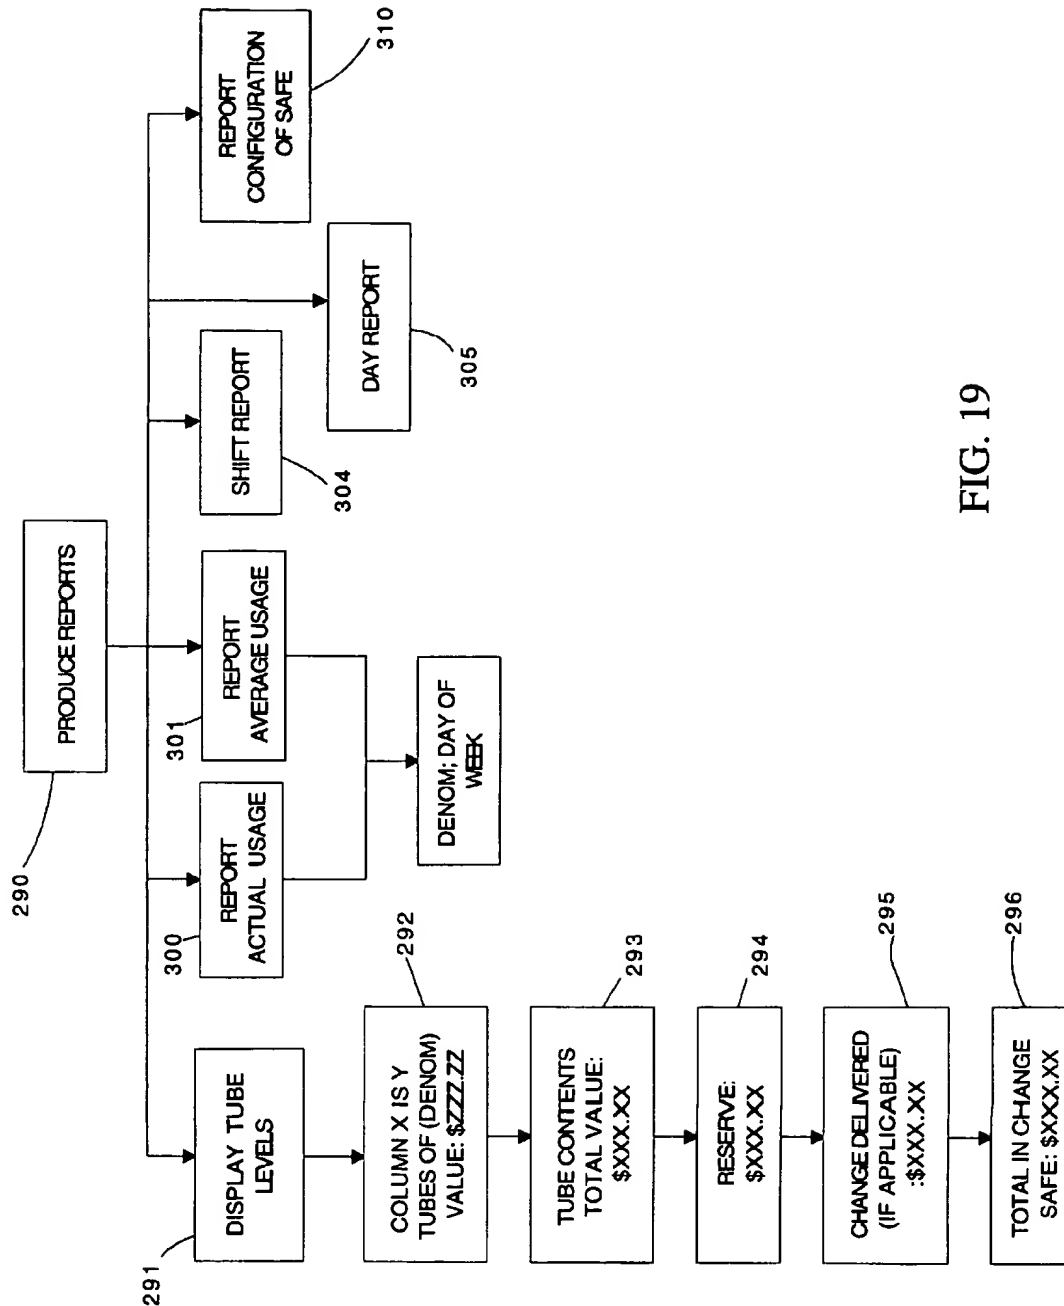 290
PRODUCE REPORTS
291
DISPLAY TUBE
LEVELS
300
REPORT
ACTUAL USAGE
301
REPORT
AVERAGE USAGE
SHIFT REPORT
304
DAY REPORT
305
REPORT
CONFIGURATION
OF SAFE
310
DENOM; DAY OF
WEEK
292
COLUMN X IS Y
TUBES OF (DENOM)
VALUE: $ZZZ.ZZ
293
TUBE CONTENTS
TOTAL VALUE:
$XXX.XX
294
RESERVE:
$XXX.XX
295
CHANGE DELIVERED
(IF APPLICABLE)
:$XXX.XX
296
TOTAL IN CHANGE
SAFE: $XXX.XX
FIG. 19